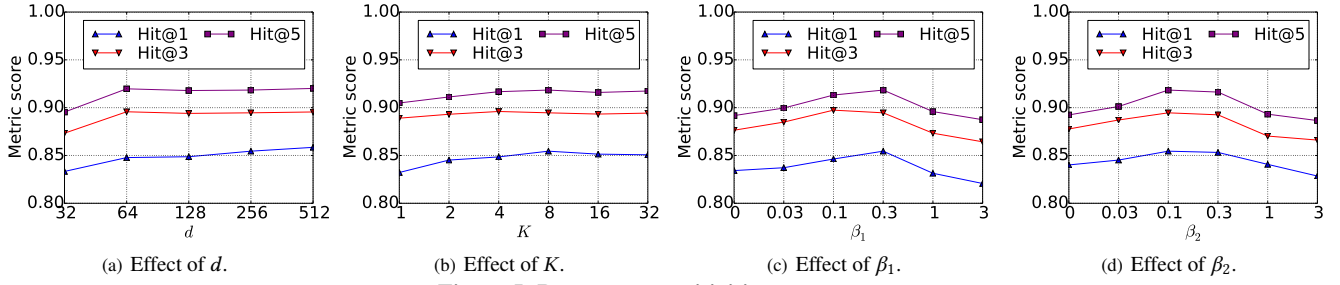 1.00
0.95
0.90
0.85
0.80
Metric score
Hit@1
Hit@3
Hit@5
32 64 128 256 512
d
(a) Effect of d.
1.00
0.95
0.90
0.85
0.80
Metric score
Hit@1
Hit@3
Hit@5
1 2 4 8 16 32
K
(b) Effect of K.
1.00
0.95
0.90
0.85
0.80
Metric score
Hit@1
Hit@3
Hit@5
0 0.03 0.1 0.3 1 3
β₁
(c) Effect of β₁.
1.00
0.95
0.90
0.85
0.80
Metric score
Hit@1
Hit@3
Hit@5
0 0.03 0.1 0.3 1 3
β₂
(d) Effect of β₂.